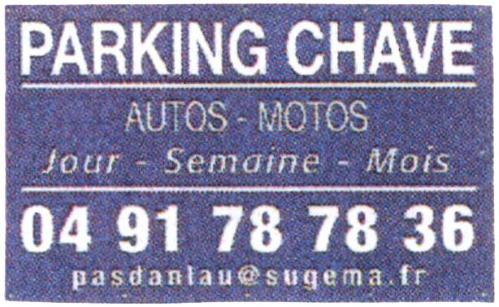 PARKING CHAVE
AUTOS - MOTOS
Jour - Semaine - Mois
04 91 78 78 36
pasdanlau@sugema.fr